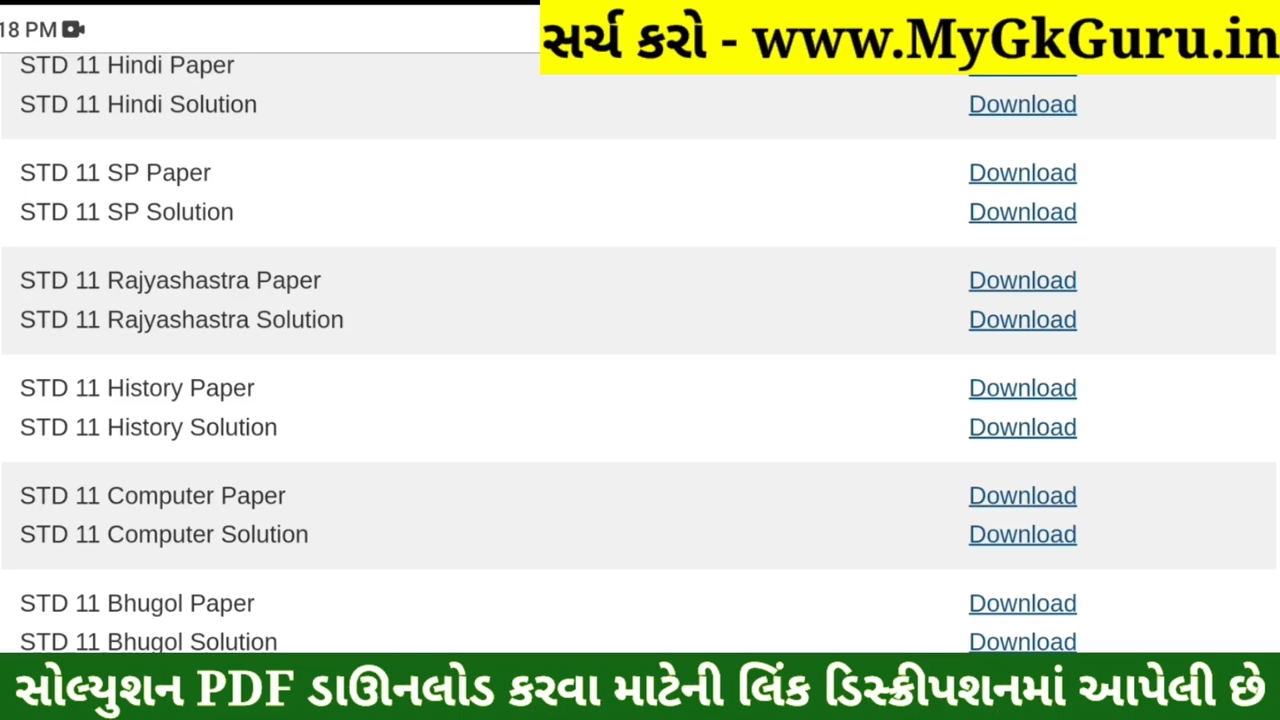 18 PM
સર્ચ કરો - www.MyGkGuru.in
STD 11 Hindi Paper
STD 11 Hindi Solution Download
STD 11 SP Paper Download
STD 11 SP Solution Download
STD 11 Rajyashastra Paper Download
STD 11 Rajyashastra Solution Download
STD 11 History Paper Download
STD 11 History Solution Download
STD 11 Computer Paper Download
STD 11 Computer Solution Download
STD 11 Bhugol Paper Download
STD 11 Bhugol Solution Download
સોલ્યુશન PDF ડાઊનલોડ કરવા માટેની લિંક ડિસ્ક્રીપશનમાં આપેલી છે